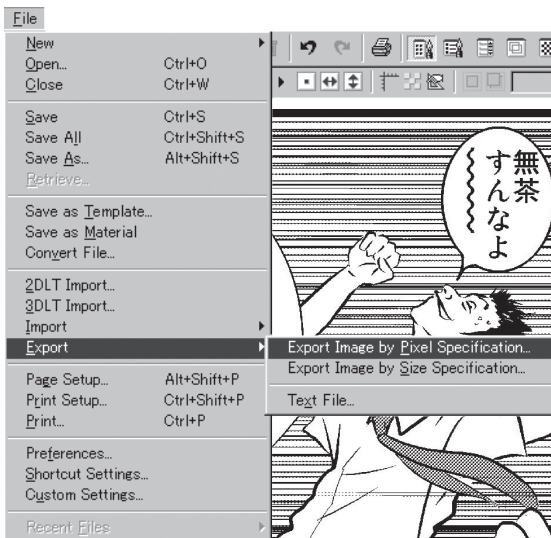 File
New
Open... Ctrl+O
Close Ctrl+W
Save Ctrl+S
Save All Ctrl+Shift+S
Save As... Alt+Shift+S
Retrieve...
Save as Template...
Save as Material
Convert File...
2DLT Import...
3DLT Import...
Import
Export
Page Setup... Alt+Shift+P
Print Setup... Ctrl+Shift+P
Print... Ctrl+P
Preferences...
Shortcut Settings...
Custom Settings...
Recent Files
Export Image by Pixel Specification...
Export Image by Size Specification...
Text File...
無茶
すんなよ